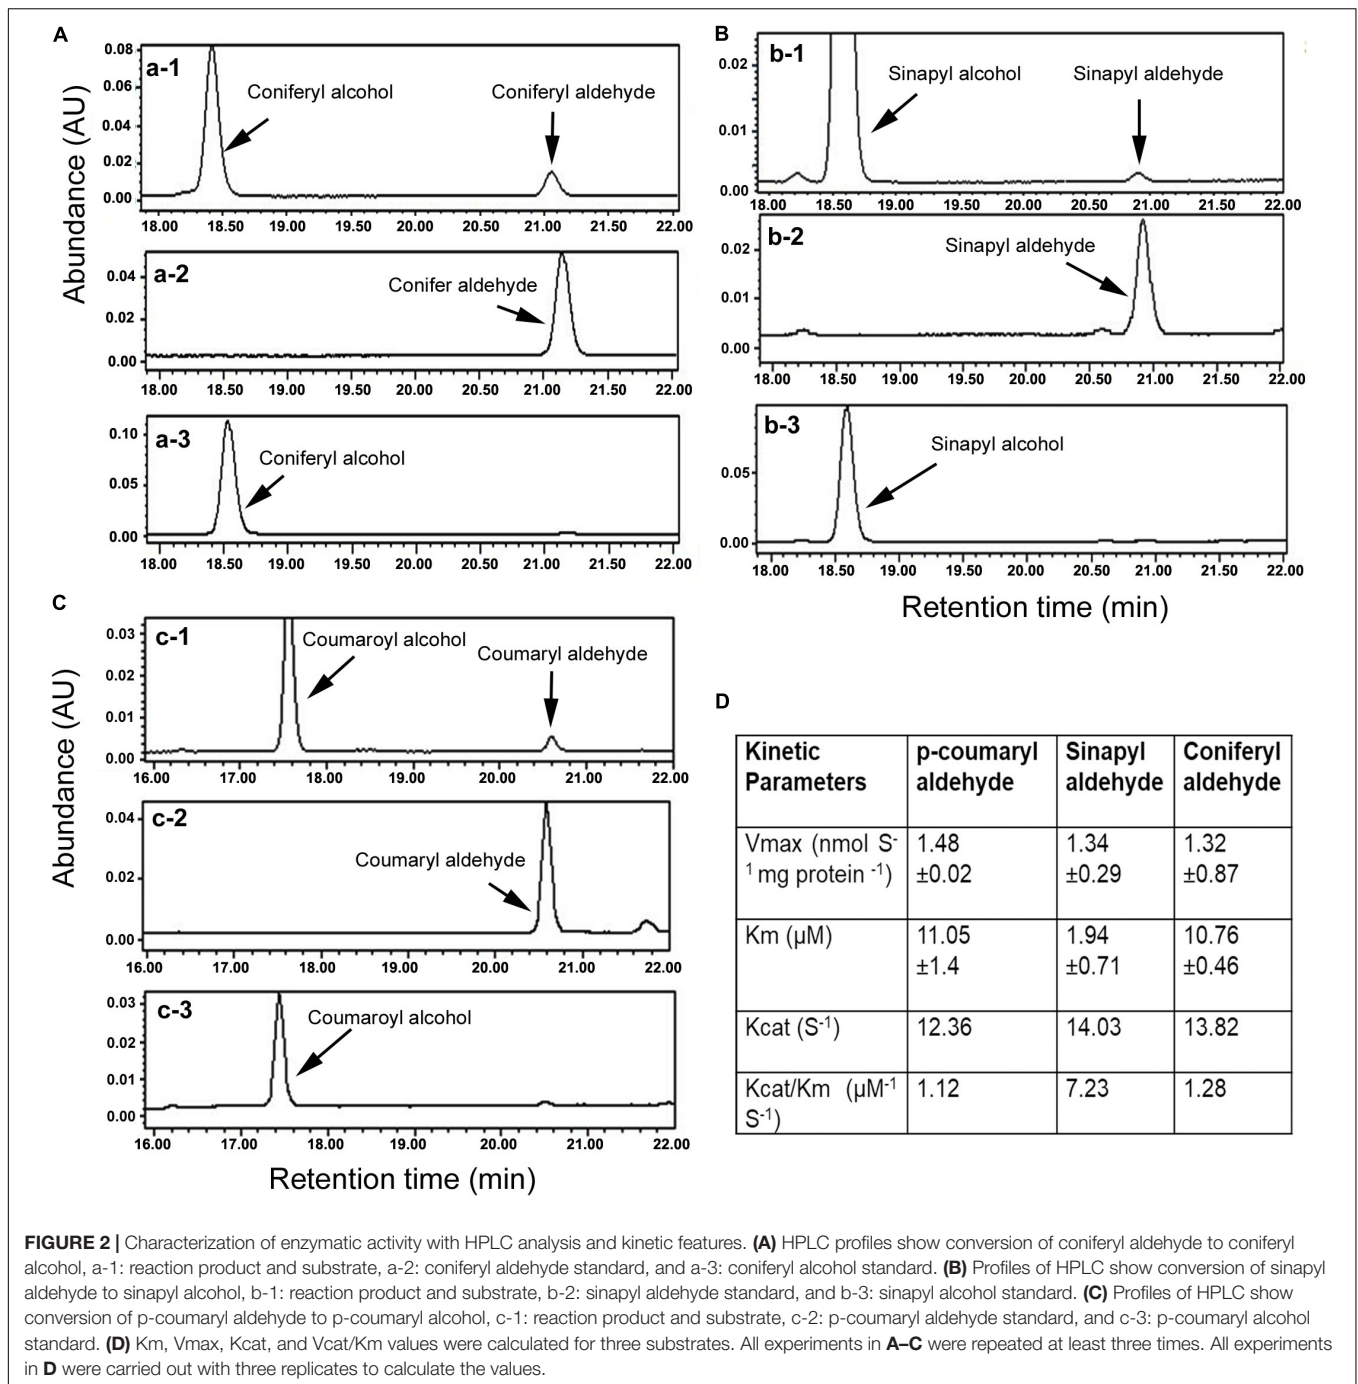 A
a-1
Coniferyl alcohol
Coniferyl aldehyde
0.08
0.06
0.04
0.02
0.00
18.00 18.50 19.00 19.50 20.00 20.50 21.00 21.50 22.00
Abundance (AU)
a-2
Conifer aldehyde
0.04
0.02
0.00
18.00 18.50 19.00 19.50 20.00 20.50 21.00 21.50 22.00
a-3
Coniferyl alcohol
0.10
0.05
0.00
18.00 18.50 19.00 19.50 20.00 20.50 21.00 21.50 22.00
B
b-1
Sinapyl alcohol
Sinapyl aldehyde
0.02
0.01
0.00
18.00 18.50 19.00 19.50 20.00 20.50 21.00 21.50 22.00
b-2
Sinapyl aldehyde
0.02
0.01
0.00
18.00 18.50 19.00 19.50 20.00 20.50 21.00 21.50 22.00
b-3
Sinapyl alcohol
0.05
0.00
18.00 18.50 19.00 19.50 20.00 20.50 21.00 21.50 22.00
Retention time (min)
C
c-1
Coumaroyl alcohol
Coumaryl aldehyde
0.03
0.02
0.01
0.00
16.00 17.00 18.00 19.00 20.00 21.00 22.00
Abundance (AU)
c-2
Coumaryl aldehyde
0.04
0.02
0.00
16.00 17.00 18.00 19.00 20.00 21.00 22.00
c-3
Coumaroyl alcohol
0.03
0.02
0.01
0.00
16.00 17.00 18.00 19.00 20.00 21.00 22.00
Retention time (min)
D
Kinetic p-coumaryl Sinapyl Coniferyl
Parameters aldehyde aldehyde aldehyde
Vmax (nmol S- 1.48 1.34 1.32
1 mg protein -1) ±0.02 ±0.29 ±0.87
Km (µM) 11.05 1.94 10.76
±1.4 ±0.71 ±0.46
Kcat (S-1) 12.36 14.03 13.82
Kcat/Km (µM-1 1.12 7.23 1.28
S-1)
FIGURE 2 | Characterization of enzymatic activity with HPLC analysis and kinetic features. (A) HPLC profiles show conversion of coniferyl aldehyde to coniferyl
alcohol, a-1: reaction product and substrate, a-2: coniferyl aldehyde standard, and a-3: coniferyl alcohol standard. (B) Profiles of HPLC show conversion of sinapyl
aldehyde to sinapyl alcohol, b-1: reaction product and substrate, b-2: sinapyl aldehyde standard, and b-3: sinapyl alcohol standard. (C) Profiles of HPLC show
conversion of p-coumaryl aldehyde to p-coumaryl alcohol, c-1: reaction product and substrate, c-2: p-coumaryl aldehyde standard, and c-3: p-coumaryl alcohol
standard. (D) Km, Vmax, Kcat, and Vcat/Km values were calculated for three substrates. All experiments in A–C were repeated at least three times. All experiments
in D were carried out with three replicates to calculate the values.